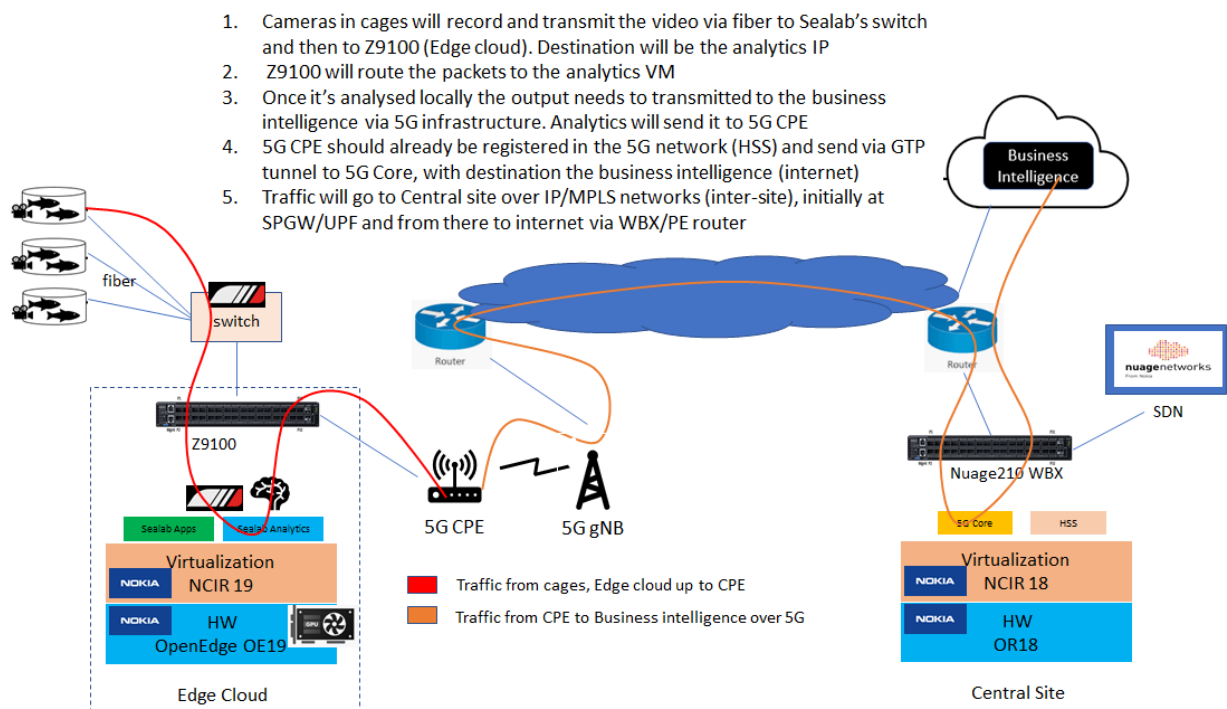 1. Cameras in cages will record and transmit the video via fiber to Sealab's switch
and then to Z9100 (Edge cloud). Destination will be the analytics IP
2. Z9100 will route the packets to the analytics VM
3. Once it's analysed locally the output needs to transmitted to the business
intelligence via 5G infrastructure. Analytics will send it to 5G CPE
4. 5G CPE should already be registered in the 5G network (HSS) and send via GTP
tunnel to 5G Core, with destination the business intelligence (internet)
5. Traffic will go to Central site over IP/MPLS networks (inter-site), initially at
SPGW/UPF and from there to internet via WBX/PE router
Business
Intelligence
fiber
switch
Router
Router
nuagenetworks
From Nokia
SDN
Z9100
Nuage210 WBX
5G CPE
5G gNB
Sealab Apps
Sealab Analytics
5G Core
HSS
Virtualization
NCIR 19
NOKIA
HW
OpenEdge OE19
NOKIA
GPU
Edge Cloud
Traffic from cages, Edge cloud up to CPE
Traffic from CPE to Business intelligence over 5G
Virtualization
NCIR 18
NOKIA
HW
OR18
NOKIA
Central Site